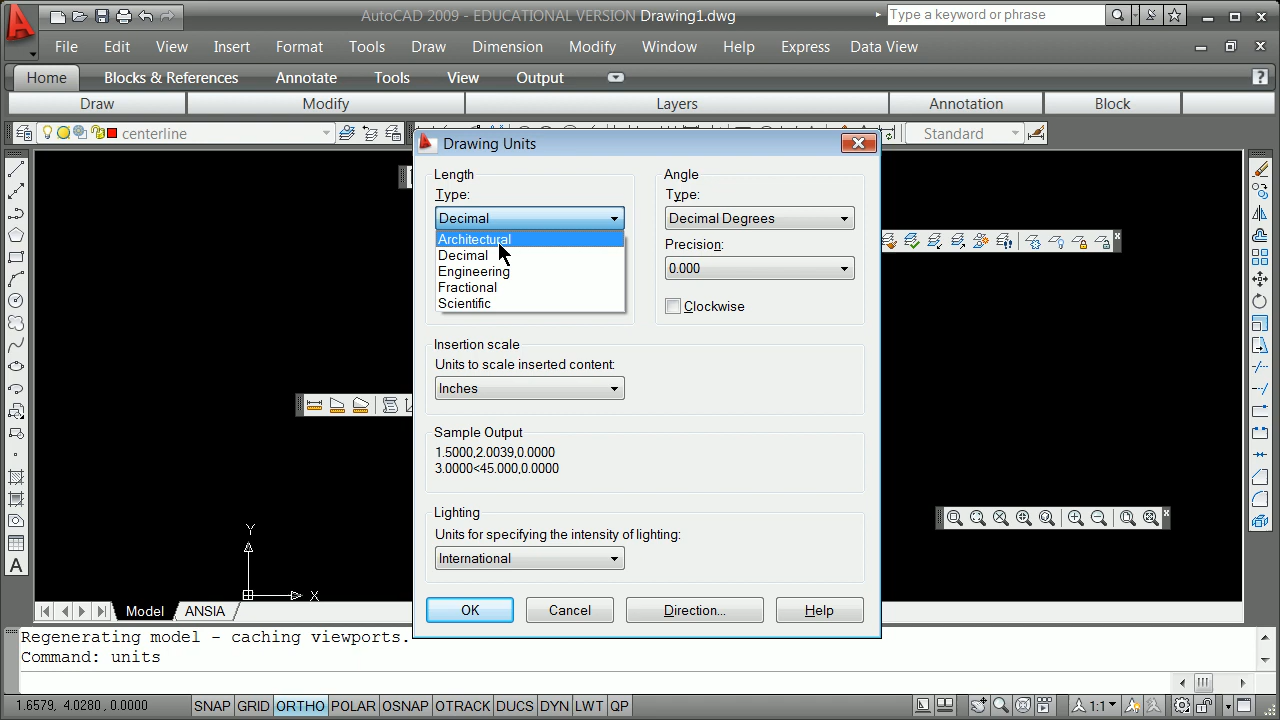 AutoCAD 2009 - EDUCATIONAL VERSION Drawing1.dwg
Type a keyword or phrase
File Edit View Insert Format Tools Draw Dimension Modify Window Help Express Data View
Home Blocks & References Annotate Tools View Output
Draw Modify Layers Annotation Block
centerline
Standard
Drawing Units
Length
Type:
Decimal
Architectural
Decimal
Engineering
Fractional
Scientific
Angle
Type:
Decimal Degrees
Precision:
0.000
Clockwise
Insertion scale
Units to scale inserted content:
Inches
Sample Output
1.5000,2.0039,0.0000
3.0000<45.000,0.0000
Lighting
Units for specifying the intensity of lighting:
International
OK Cancel Direction... Help
Y
X
Model ANSIA
Regenerating model - caching viewports.
Command: units
1.6579, 4.0280, 0.0000 SNAP GRID ORTHO POLAR OSNAP OTRACK DUCS DYN LWT QP 1:1